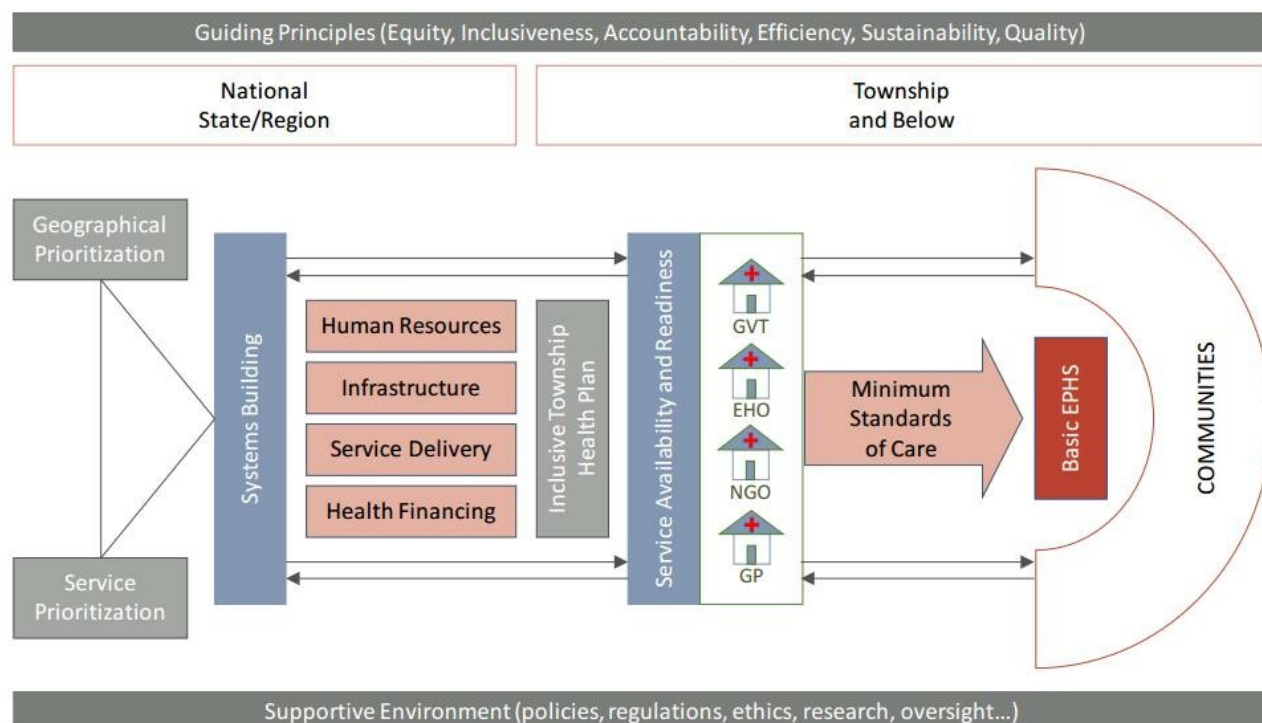 Guiding Principles (Equity, Inclusiveness, Accountability, Efficiency, Sustainability, Quality)
National
State/Region
Township
and Below
Geographical
Prioritization
Service
Prioritization
Systems Building
Human Resources
Infrastructure
Service Delivery
Health Financing
Inclusive Township
Health Plan
Service Availability and Readiness
GVT
EHO
NGO
GP
Minimum
Standards
of Care
Basic EPHS
COMMUNITIES
Supportive Environment (policies, regulations, ethics, research, oversight...)